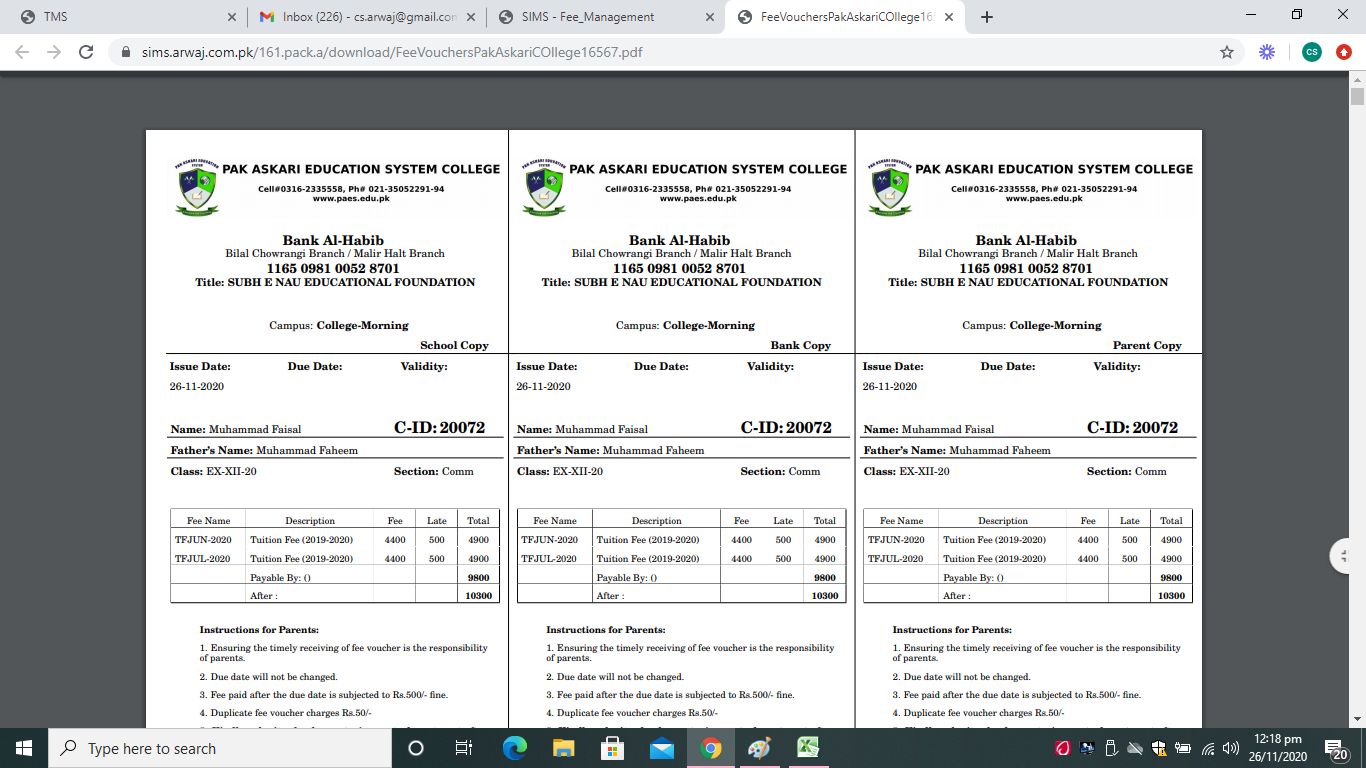 TMS
Inbox (226) - cs.arwaj@gmail.con
SIMS - Fee_Management
FeeVouchersPakAskariCOllege16
sims.arwaj.com.pk/161.pack.a/download/FeeVouchersPakAskariCOllege16567.pdf
CS
PAK ASKARI EDUCATION SYSTEM COLLEGE
Cell#0316-2335558, Ph# 021-35052291-94
www.paes.edu.pk
Bank Al-Habib
Bilal Chowrangi Branch / Malir Halt Branch
1165 0981 0052 8701
Title: SUBH E NAU EDUCATIONAL FOUNDATION
Campus: College-Morning
School Copy
Issue Date: Due Date: Validity:
26-11-2020
Name: Muhammad Faisal C-ID: 20072
Father's Name: Muhammad Faheem
Class: EX-XII-20 Section: Comm
Fee Name Description Fee Late Total
TFJUN-2020 Tuition Fee (2019-2020) 4400 500 4900
TFJUL-2020 Tuition Fee (2019-2020) 4400 500 4900
Payable By: () 9800
After : 10300
Instructions for Parents:
1. Ensuring the timely receiving of fee voucher is the responsibility
of parents.
2. Due date will not be changed.
3. Fee paid after the due date is subjected to Rs.500/- fine.
4. Duplicate fee voucher charges Rs.50/-
PAK ASKARI EDUCATION SYSTEM COLLEGE
Cell#0316-2335558, Ph# 021-35052291-94
www.paes.edu.pk
Bank Al-Habib
Bilal Chowrangi Branch / Malir Halt Branch
1165 0981 0052 8701
Title: SUBH E NAU EDUCATIONAL FOUNDATION
Campus: College-Morning
Bank Copy
Issue Date: Due Date: Validity:
26-11-2020
Name: Muhammad Faisal C-ID: 20072
Father's Name: Muhammad Faheem
Class: EX-XII-20 Section: Comm
Fee Name Description Fee Late Total
TFJUN-2020 Tuition Fee (2019-2020) 4400 500 4900
TFJUL-2020 Tuition Fee (2019-2020) 4400 500 4900
Payable By: () 9800
After : 10300
Instructions for Parents:
1. Ensuring the timely receiving of fee voucher is the responsibility
of parents.
2. Due date will not be changed.
3. Fee paid after the due date is subjected to Rs.500/- fine.
4. Duplicate fee voucher charges Rs.50/-
PAK ASKARI EDUCATION SYSTEM COLLEGE
Cell#0316-2335558, Ph# 021-35052291-94
www.paes.edu.pk
Bank Al-Habib
Bilal Chowrangi Branch / Malir Halt Branch
1165 0981 0052 8701
Title: SUBH E NAU EDUCATIONAL FOUNDATION
Campus: College-Morning
Parent Copy
Issue Date: Due Date: Validity:
26-11-2020
Name: Muhammad Faisal C-ID: 20072
Father's Name: Muhammad Faheem
Class: EX-XII-20 Section: Comm
Fee Name Description Fee Late Total
TFJUN-2020 Tuition Fee (2019-2020) 4400 500 4900
TFJUL-2020 Tuition Fee (2019-2020) 4400 500 4900
Payable By: () 9800
After : 10300
Instructions for Parents:
1. Ensuring the timely receiving of fee voucher is the responsibility
of parents.
2. Due date will not be changed.
3. Fee paid after the due date is subjected to Rs.500/- fine.
4. Duplicate fee voucher charges Rs.50/-
Type here to search
12:18 pm
26/11/2020
20